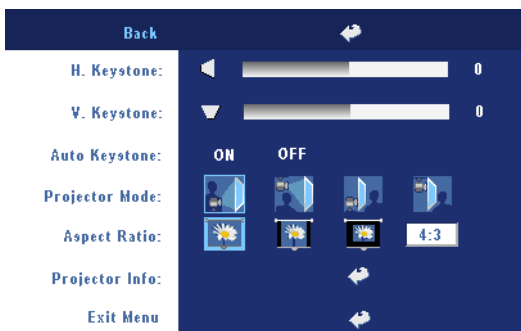 Back
H. Keystone: 0
V. Keystone: 0
Auto Keystone: ON OFF
Projector Mode:
Aspect Ratio: 4:3
Projector Info:
Exit Menu